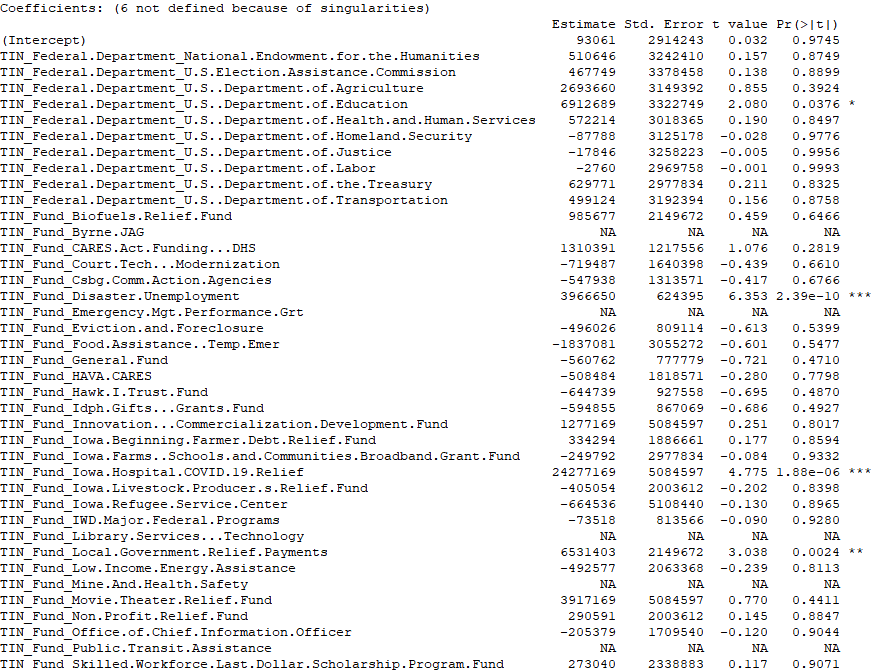 Coefficients: (6 not defined because of singularities)
Estimate Std. Error t value Pr(>|t|)
(Intercept) 93061 2914243 0.032 0.9745
TIN_Federal.Department_National.Endowment.for.the.Humanities 510646 3242410 0.157 0.8749
TIN_Federal.Department_U.S.Election.Assistance.Commission 467749 3378458 0.138 0.8899
TIN_Federal.Department_U.S..Department.of.Agriculture 2693660 3149392 0.855 0.3924
TIN_Federal.Department_U.S..Department.of.Education 6912689 3322749 2.080 0.0376 *
TIN_Federal.Department_U.S..Department.of.Health.and.Human.Services 572214 3018365 0.190 0.8497
TIN_Federal.Department_U.S..Department.of.Homeland.Security -87788 3125178 -0.028 0.9776
TIN_Federal.Department_U.S..Department.of.Justice -17846 3258223 -0.005 0.9956
TIN_Federal.Department_U.S..Department.of.Labor -2760 2969758 -0.001 0.9993
TIN_Federal.Department_U.S..Department.of.the.Treasury 629771 2977834 0.211 0.8325
TIN_Federal.Department_U.S..Department.of.Transportation 499124 3192394 0.156 0.8758
TIN_Fund_Biofuels.Relief.Fund 985677 2149672 0.459 0.6466
TIN_Fund_Byrne.JAG NA NA NA NA
TIN_Fund_CARES.Act.Funding...DHS 1310391 1217556 1.076 0.2819
TIN_Fund_Court.Tech...Modernization -719487 1640398 -0.439 0.6610
TIN_Fund_Csbg.Comm.Action.Agencies -547938 1313571 -0.417 0.6766
TIN_Fund_Disaster.Unemployment 3966650 624395 6.353 2.39e-10 ***
TIN_Fund_Emergency.Mgt.Performance.Grt NA NA NA NA
TIN_Fund_Eviction.and.Foreclosure -496026 809114 -0.613 0.5399
TIN_Fund_Food.Assistance..Temp.Emer -1837081 3055272 -0.601 0.5477
TIN_Fund_General.Fund -560762 777779 -0.721 0.4710
TIN_Fund_HAVA.CARES -508484 1818571 -0.280 0.7798
TIN_Fund_Hawk.I.Trust.Fund -644739 927558 -0.695 0.4870
TIN_Fund_Idph.Gifts...Grants.Fund -594855 867069 -0.686 0.4927
TIN_Fund_Innovation...Commercialization.Development.Fund 1277169 5084597 0.251 0.8017
TIN_Fund_Iowa.Beginning.Farmer.Debt.Relief.Fund 334294 1886661 0.177 0.8594
TIN_Fund_Iowa.Farms..Schools.and.Communities.Broadband.Grant.Fund -249792 2977834 -0.084 0.9332
TIN_Fund_Iowa.Hospital.COVID.19.Relief 24277169 5084597 4.775 1.88e-06 ***
TIN_Fund_Iowa.Livestock.Producer.s.Relief.Fund -405054 2003612 -0.202 0.8398
TIN_Fund_Iowa.Refugee.Service.Center -664536 5108440 -0.130 0.8965
TIN_Fund_IWD.Major.Federal.Programs -73518 813566 -0.090 0.9280
TIN_Fund_Library.Services...Technology NA NA NA NA
TIN_Fund_Local.Government.Relief.Payments 6531403 2149672 3.038 0.0024 **
TIN_Fund_Low.Income.Energy.Assistance -492577 2063368 -0.239 0.8113
TIN_Fund_Mine.And.Health.Safety NA NA NA NA
TIN_Fund_Movie.Theater.Relief.Fund 3917169 5084597 0.770 0.4411
TIN_Fund_Non.Profit.Relief.Fund 290591 2003612 0.145 0.8847
TIN_Fund_Office.of.Chief.Information.Officer -205379 1709540 -0.120 0.9044
TIN_Fund_Public.Transit.Assistance NA NA NA NA
TIN_Fund_Skilled.Workforce.Last.Dollar.Scholarship.Program.Fund 273040 2338883 0.117 0.9071